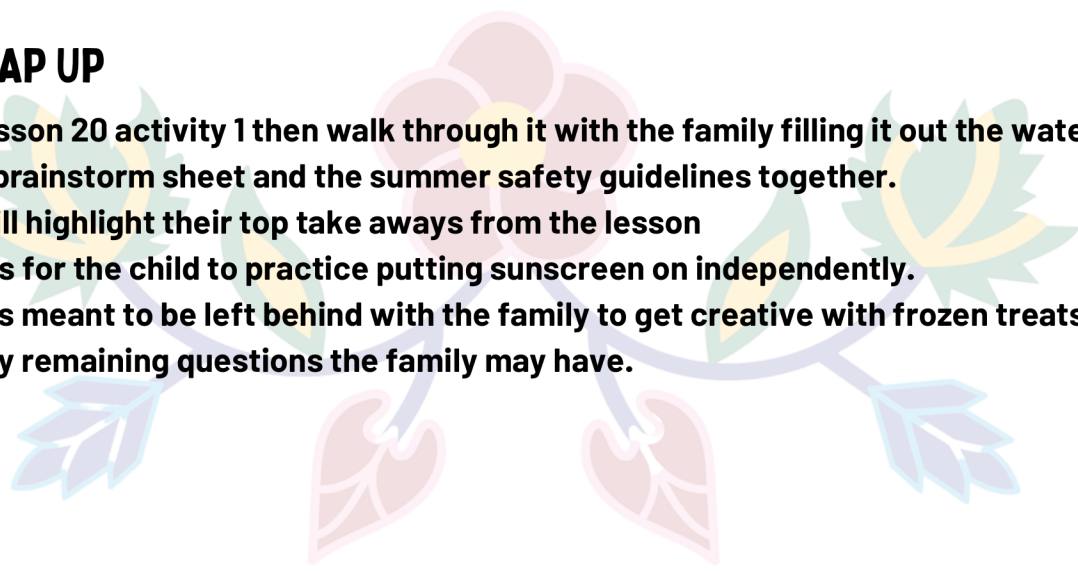 AP UP
sson 20 activity 1 then walk through it with the family filling it out the wate
brainstorm sheet and the summer safety guidelines together.
ll highlight their top take aways from the lesson
s for the child to practice putting sunscreen on independently.
s meant to be left behind with the family to get creative with frozen treats
y remaining questions the family may have.